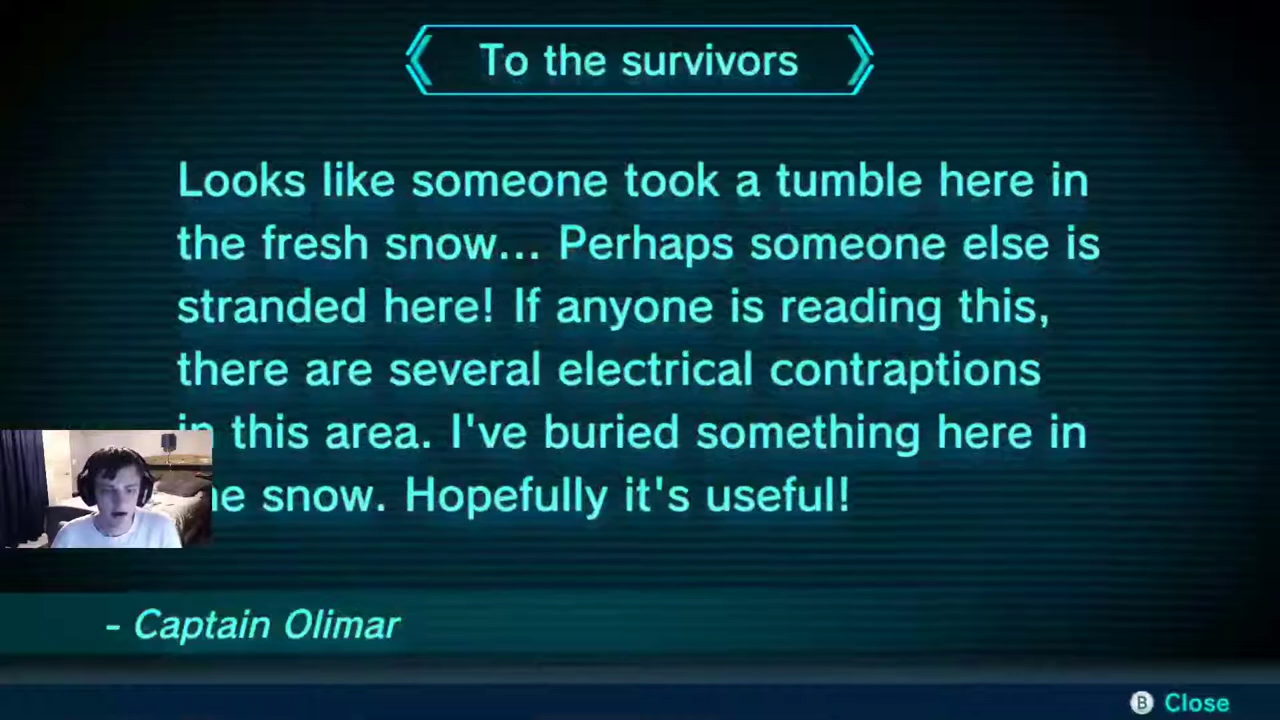 To the survivors
Looks like someone took a tumble here in
the fresh snow... Perhaps someone else is
stranded here! If anyone is reading this,
there are several electrical contraptions
in this area. I've buried something here in
snow. Hopefully it's useful!
- Captain Olimar
B Close